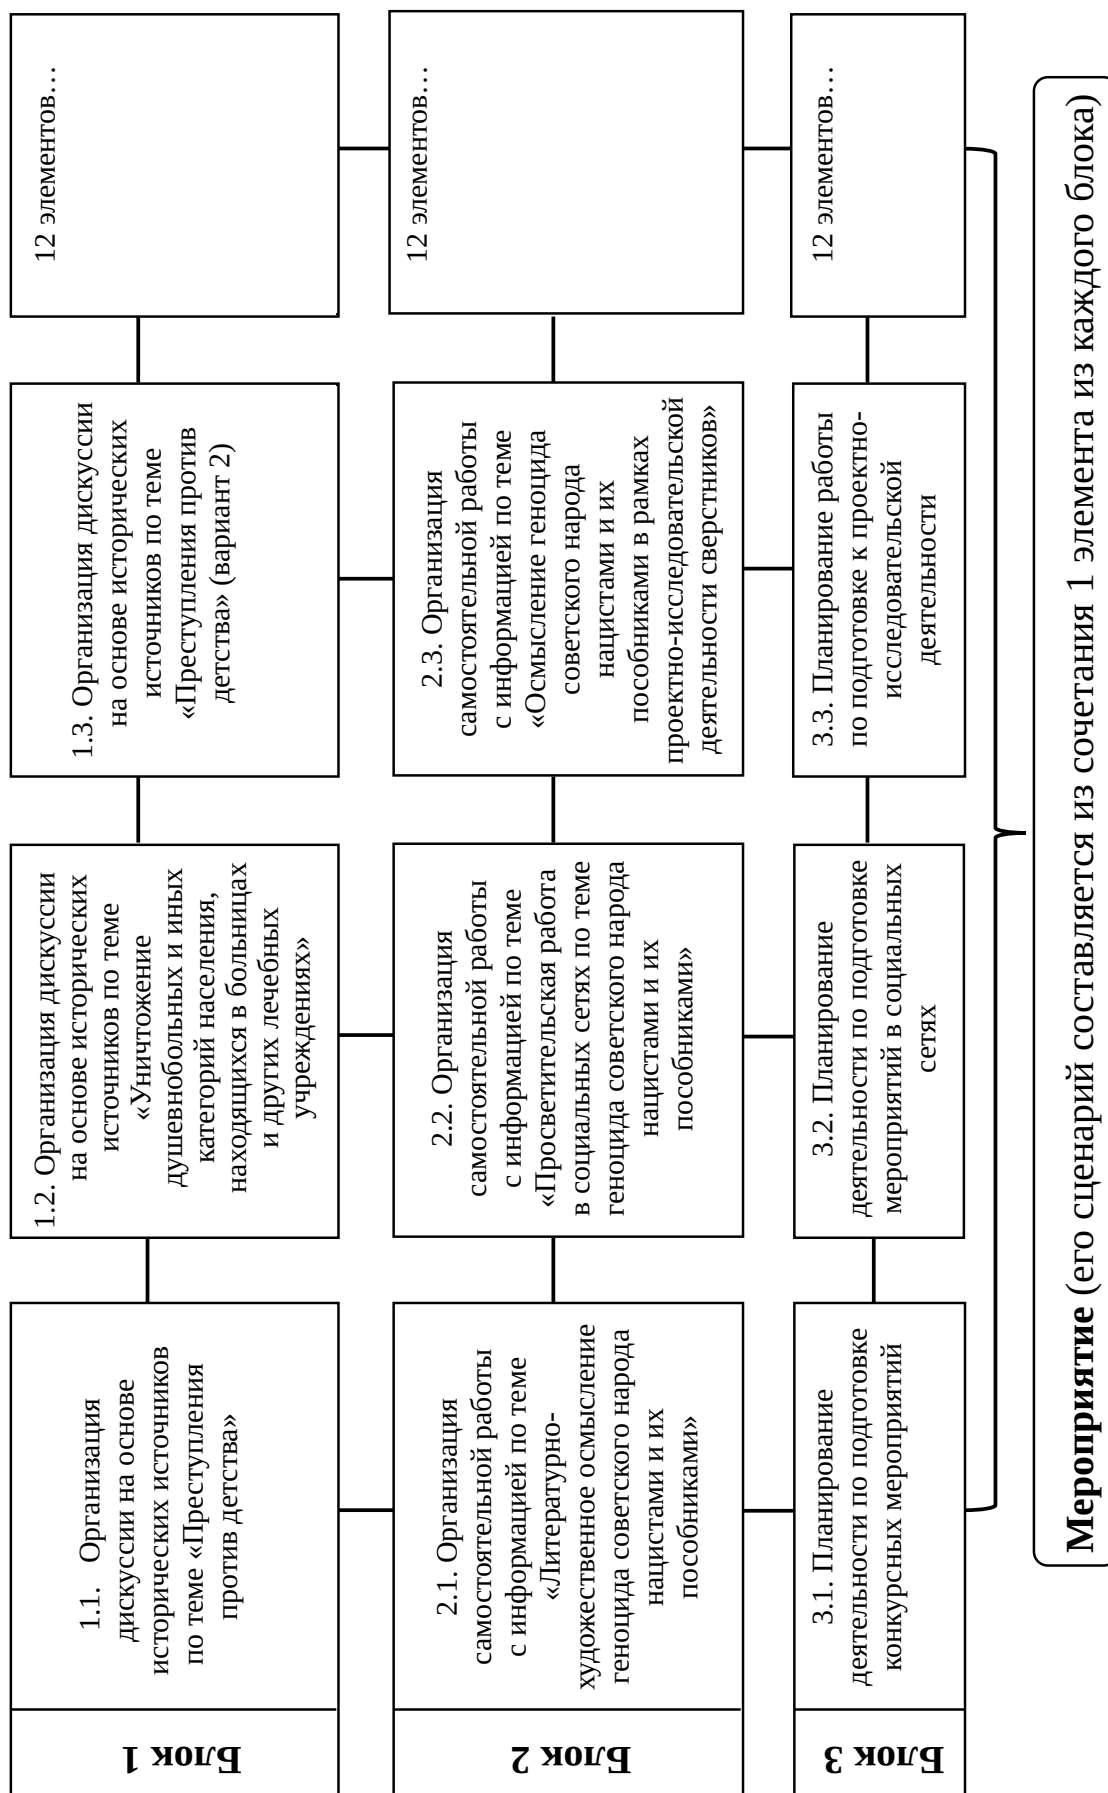 Блок 1
1.1. Организация
дискуссии на основе
исторических источников
по теме «Преступления
против детства»
1.2. Организация дискуссии
на основе исторических
источников по теме
«Уничтожение
душевнобольных и иных
категорий населения,
находящихся в больницах
и других лечебных
учреждениях»
1.3. Организация дискуссии
на основе исторических
источников по теме
«Преступления против
детства» (вариант 2)
12 элементов…
Блок 2
2.1. Организация
самостоятельной работы
с информацией по теме
«Литературно-
художественное осмысление
геноцида советского народа
нацистами и их
пособниками»
2.2. Организация
самостоятельной работы
с информацией по теме
«Просветительская работа
в социальных сетях по теме
геноцида советского народа
нацистами и их
пособниками»
2.3. Организация
самостоятельной работы
с информацией по теме
«Осмысление геноцида
советского народа
нацистами и их
пособниками в рамках
проектно-исследовательской
деятельности сверстников»
12 элементов…
Блок 3
3.1. Планирование
деятельности по подготовке
конкурсных мероприятий
3.2. Планирование
деятельности по подготовке
мероприятий в социальных
сетях
3.3. Планирование работы
по подготовке к проектно-
исследовательской
деятельности
12 элементов…
Мероприятие (его сценарий составляется из сочетания 1 элемента из каждого блока)